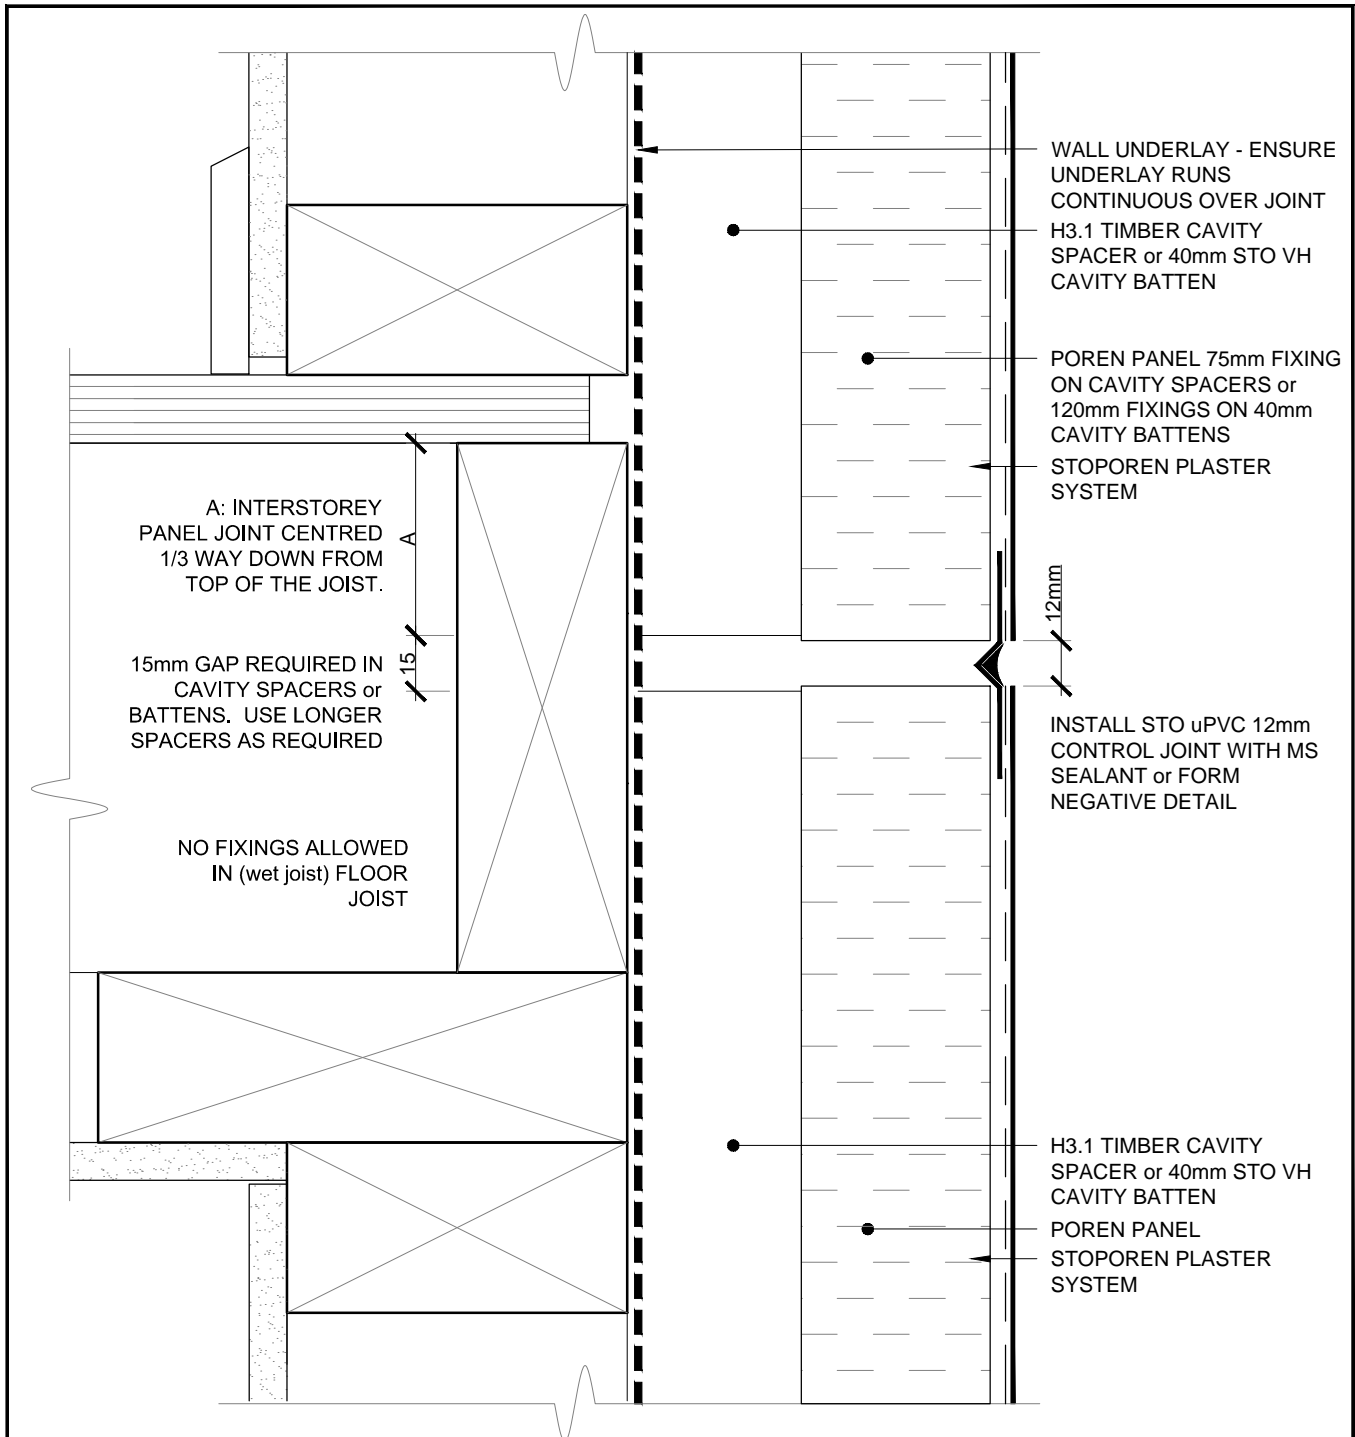 WALL UNDERLAY - ENSURE
UNDERLAY RUNS
CONTINUOUS OVER JOINT
H3.1 TIMBER CAVITY
SPACER or 40mm STO VH
CAVITY BATTEN
POREN PANEL 75mm FIXING
ON CAVITY SPACERS or
120mm FIXINGS ON 40mm
CAVITY BATTENS
STOPOREN PLASTER
SYSTEM
A: INTERSTOREY
PANEL JOINT CENTRED
1/3 WAY DOWN FROM
TOP OF THE JOIST.
A
15mm GAP REQUIRED IN
CAVITY SPACERS or
BATTENS.  USE LONGER
SPACERS AS REQUIRED
15
12mm
INSTALL STO uPVC 12mm
CONTROL JOINT WITH MS
SEALANT or FORM
NEGATIVE DETAIL
NO FIXINGS ALLOWED
IN (wet joist) FLOOR
JOIST
H3.1 TIMBER CAVITY
SPACER or 40mm STO VH
CAVITY BATTEN
POREN PANEL
STOPOREN PLASTER
SYSTEM